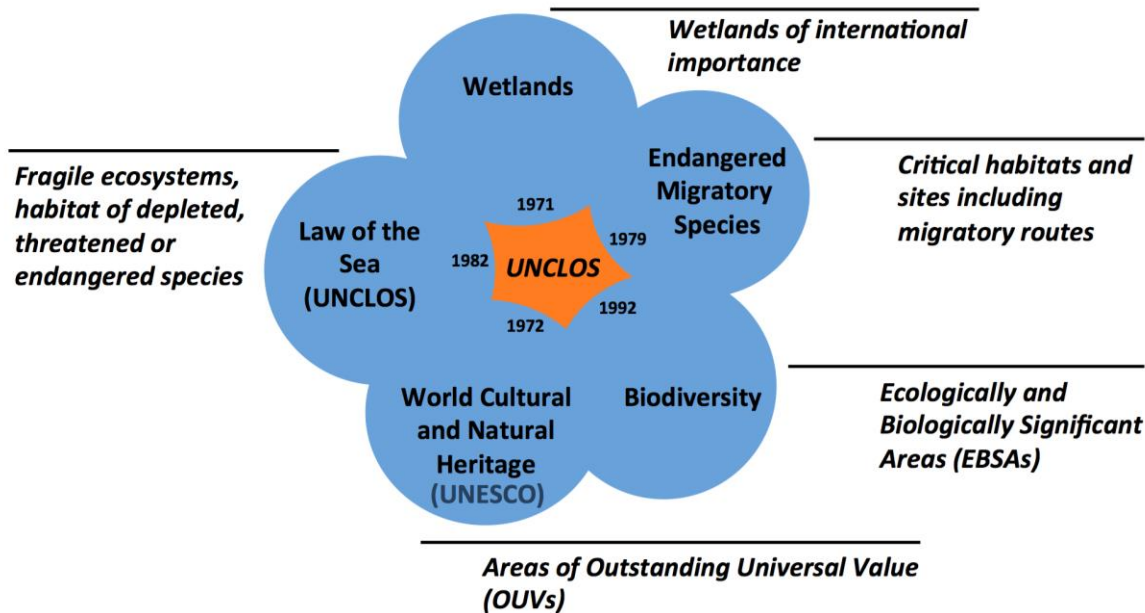 Wetlands of international
importance
Wetlands
Endangered
Migratory
Species
Critical habitats and
sites including
migratory routes
Fragile ecosystems,
habitat of depleted,
threatened or
endangered species
Law of the
Sea
(UNCLOS)
1971
1979
1982
UNCLOS
1992
1972
World Cultural
and Natural
Heritage
(UNESCO)
Biodiversity
Ecologically and
Biologically Significant
Areas (EBSAs)
Areas of Outstanding Universal Value
(OUVs)